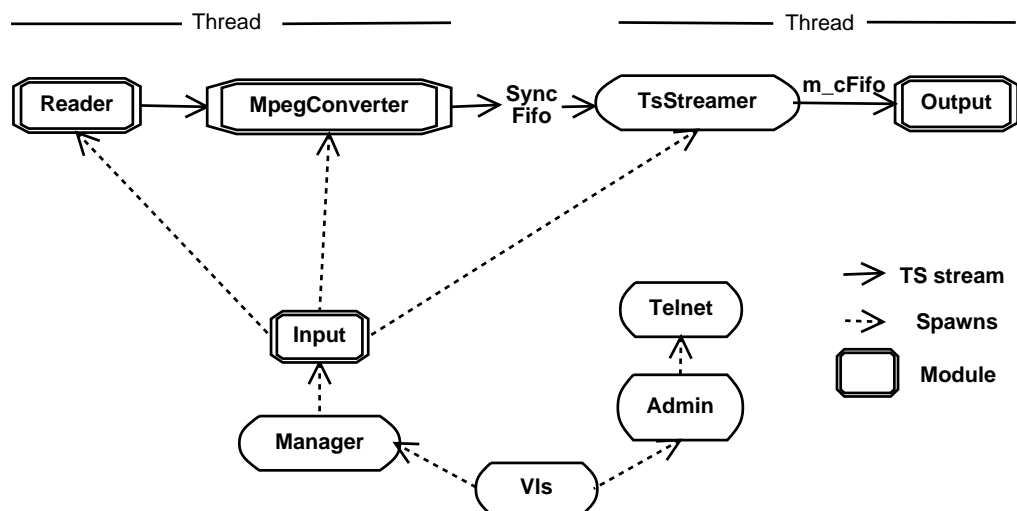 Thread
Thread
Reader
MpegConverter
Sync
Fifo
TsStreamer
m_cFifo
Output
Input
Telnet
TS stream
Spawns
Module
Manager
Admin
Vls